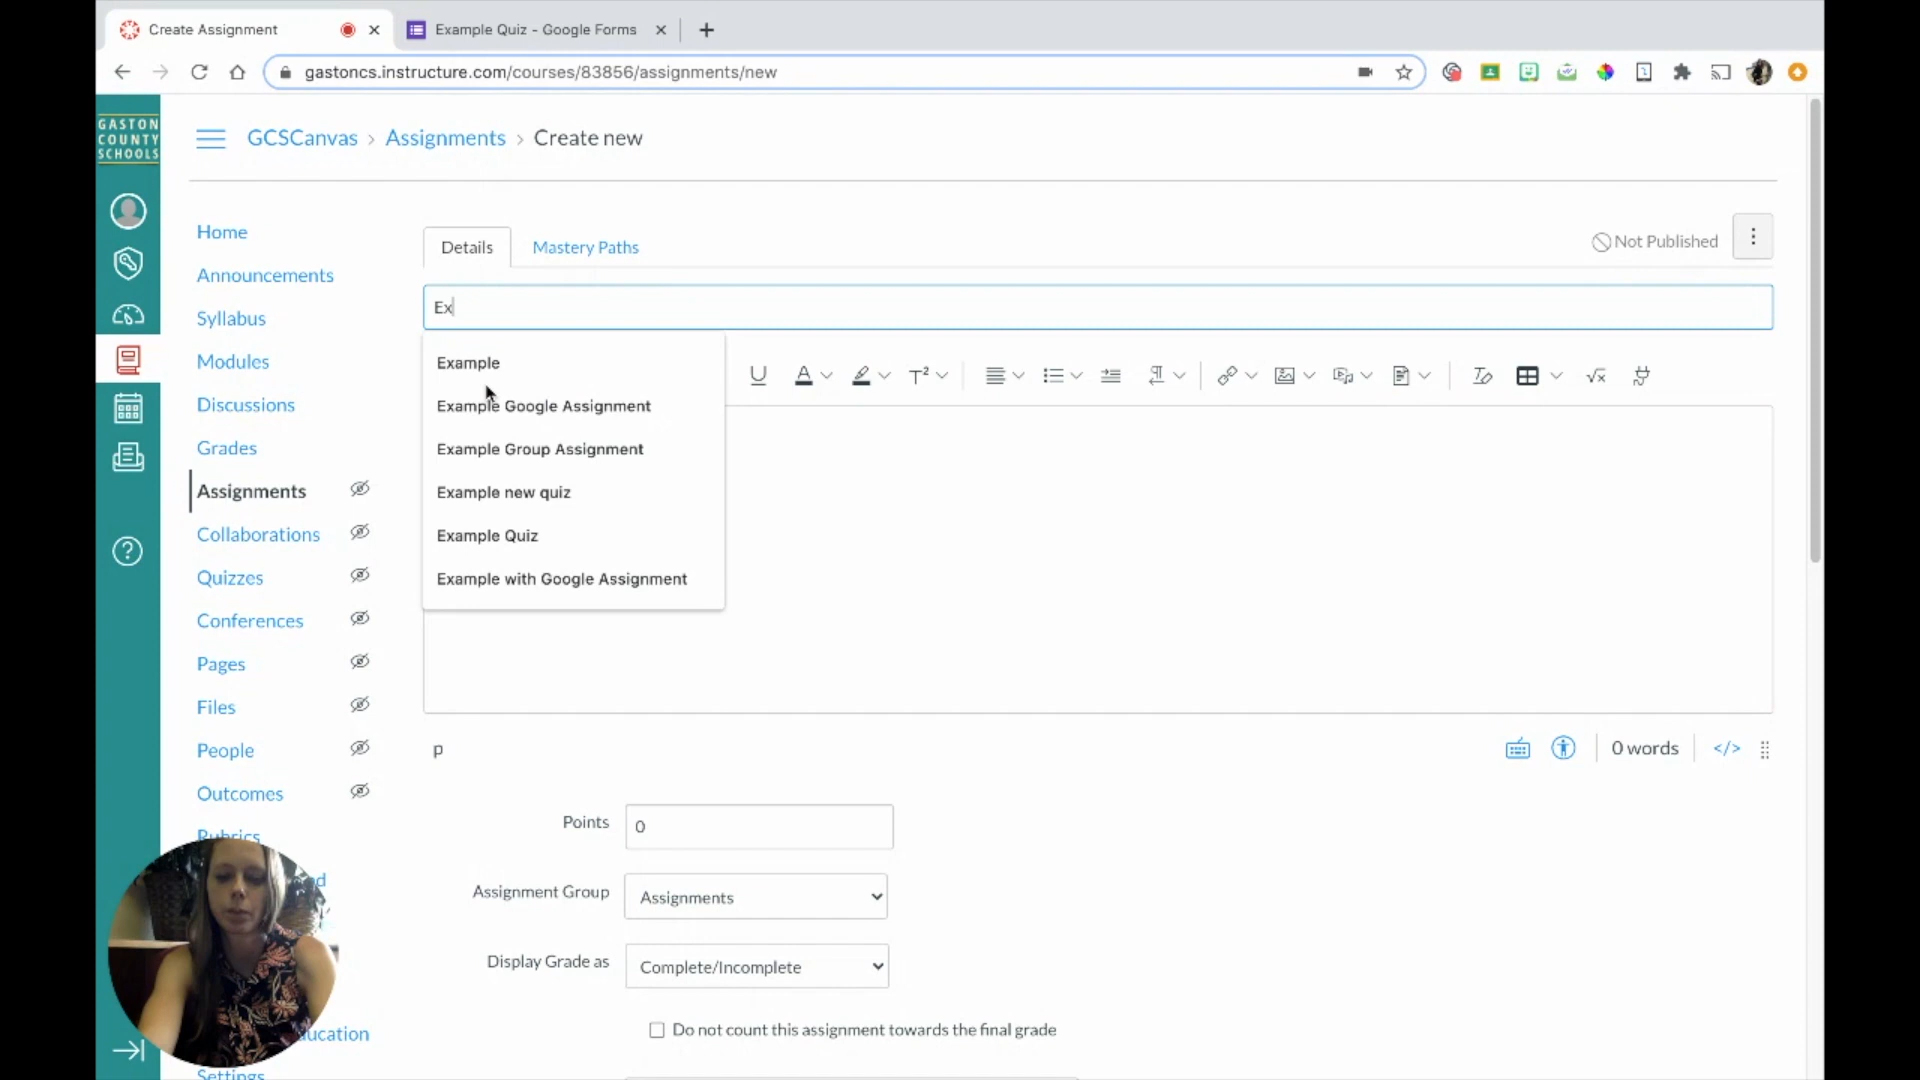 Create Assignment
Example Quiz - Google Forms
gastoncs.instructure.com/courses/83856/assignments/new
GASTON
COUNTY
SCHOOLS
GCSCanvas > Assignments > Create new
Home
Announcements
Syllabus
Modules
Discussions
Grades
Assignments
Collaborations
Quizzes
Conferences
Pages
Files
People
Outcomes
Rubrics
Settings
Details
Mastery Paths
Not Published
Ex
Example
Example Google Assignment
Example Group Assignment
Example new quiz
Example Quiz
Example with Google Assignment
p
0 words
</>
Points
0
Assignment Group
Assignments
Display Grade as
Complete/Incomplete
Do not count this assignment towards the final grade